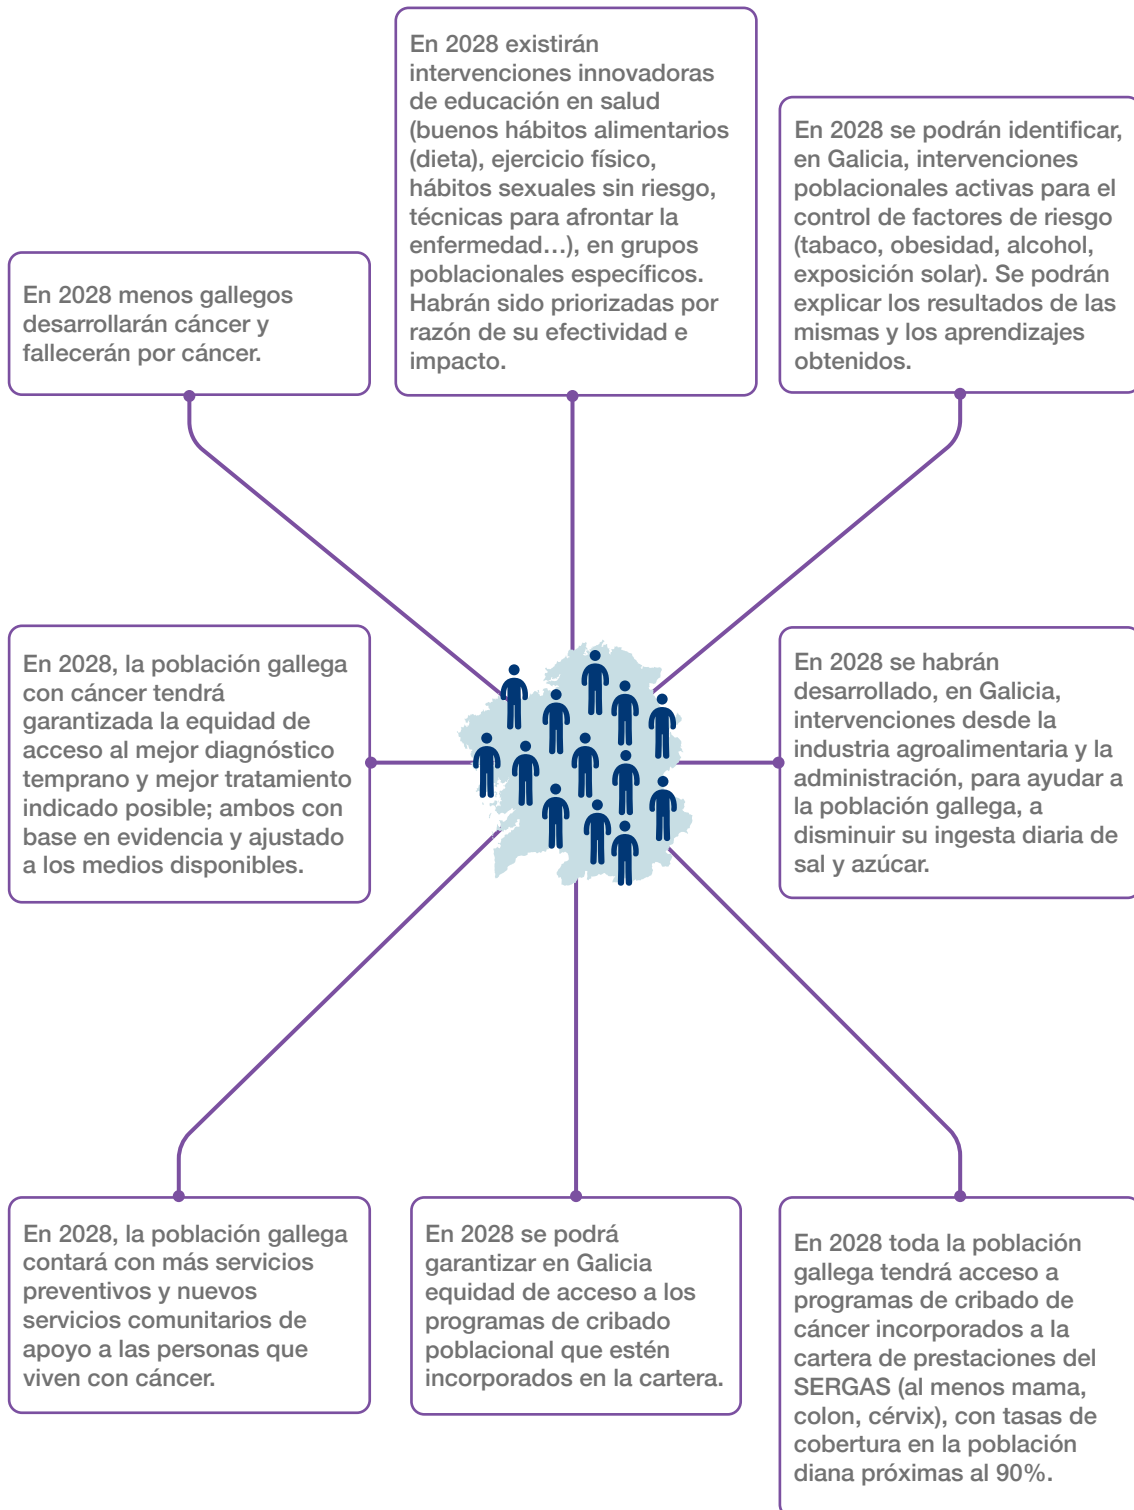 En 2028 existirán
intervenciones innovadoras
de educación en salud
(buenos hábitos alimentarios
(dieta), ejercicio físico,
hábitos sexuales sin riesgo,
técnicas para afrontar la
enfermedad…), en grupos
poblacionales específicos.
Habrán sido priorizadas por
razón de su efectividad e
impacto.
En 2028 se podrán identificar,
en Galicia, intervenciones
poblacionales activas para el
control de factores de riesgo
(tabaco, obesidad, alcohol,
exposición solar). Se podrán
explicar los resultados de las
mismas y los aprendizajes
obtenidos.
En 2028 menos gallegos
desarrollarán cáncer y
fallecerán por cáncer.
En 2028, la población gallega
con cáncer tendrá
garantizada la equidad de
acceso al mejor diagnóstico
temprano y mejor tratamiento
indicado posible; ambos con
base en evidencia y ajustado
a los medios disponibles.
En 2028 se habrán
desarrollado, en Galicia,
intervenciones desde la
industria agroalimentaria y la
administración, para ayudar a
la población gallega, a
disminuir su ingesta diaria de
sal y azúcar.
En 2028, la población gallega
contará con más servicios
preventivos y nuevos
servicios comunitarios de
apoyo a las personas que
viven con cáncer.
En 2028 se podrá
garantizar en Galicia
equidad de acceso a los
programas de cribado
poblacional que estén
incorporados en la cartera.
En 2028 toda la población
gallega tendrá acceso a
programas de cribado de
cáncer incorporados a la
cartera de prestaciones del
SERGAS (al menos mama,
colon, cérvix), con tasas de
cobertura en la población
diana próximas al 90%.